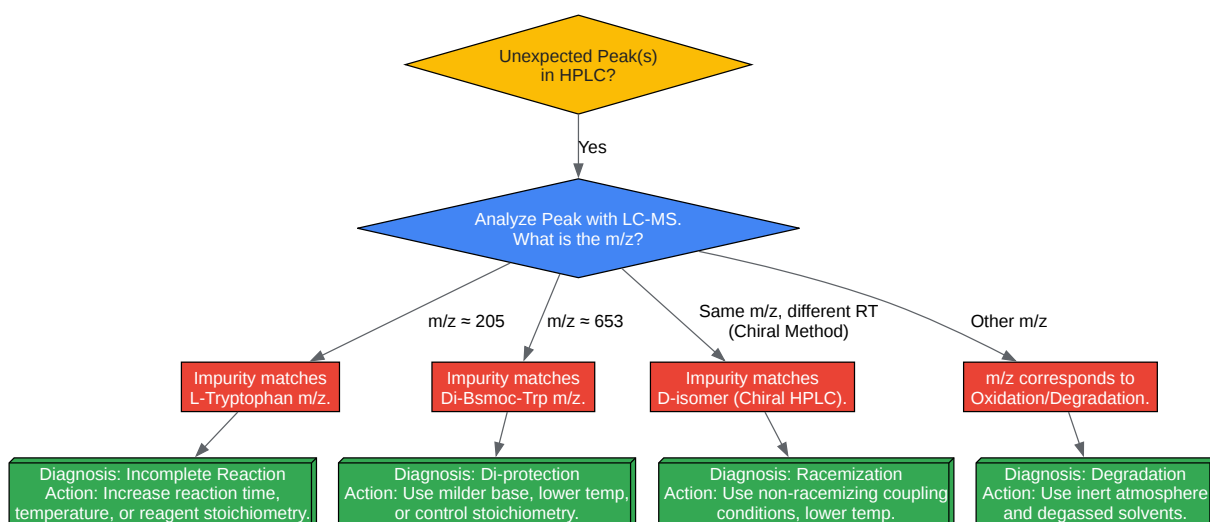 Unexpected Peak(s)
in HPLC?
Yes
Analyze Peak with LC-MS.
What is the m/z?
m/z ≈ 205
m/z ≈ 653
Same m/z, different RT
(Chiral Method)
Other m/z
Impurity matches
L-Tryptophan m/z.
Impurity matches
Di-Bsmoc-Trp m/z.
Impurity matches
D-isomer (Chiral HPLC).
m/z corresponds to
Oxidation/Degradation.
Diagnosis: Incomplete Reaction
Action: Increase reaction time,
temperature, or reagent stoichiometry.
Diagnosis: Di-protection
Action: Use milder base, lower temp,
or control stoichiometry.
Diagnosis: Racemization
Action: Use non-racemizing coupling
conditions, lower temp.
Diagnosis: Degradation
Action: Use inert atmosphere
and degassed solvents.